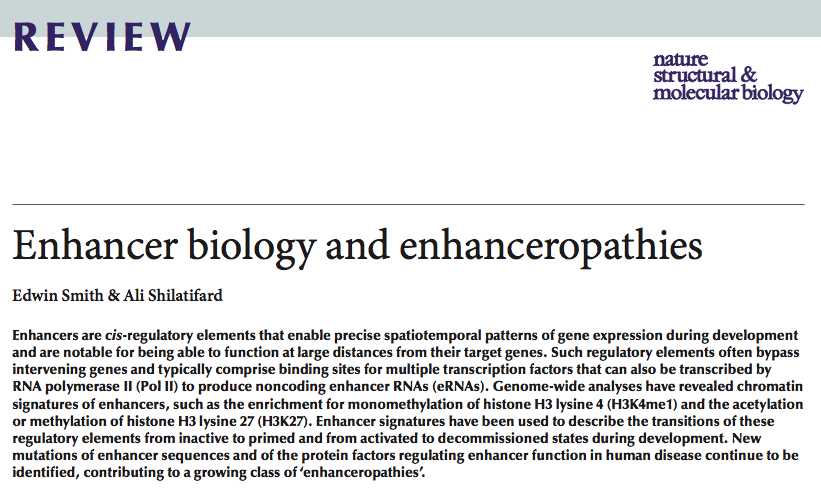 REVIEW
nature
structural &
molecular biology
Enhancer biology and enhanceropathies
Edwin Smith & Ali Shilatifard
Enhancers are cis-regulatory elements that enable precise spatiotemporal patterns of gene expression during development
and are notable for being able to function at large distances from their target genes. Such regulatory elements often bypass
intervening genes and typically comprise binding sites for multiple transcription factors that can also be transcribed by
RNA polymerase II (Pol II) to produce noncoding enhancer RNAs (eRNAs). Genome-wide analyses have revealed chromatin
signatures of enhancers, such as the enrichment for monomethylation of histone H3 lysine 4 (H3K4me1) and the acetylation
or methylation of histone H3 lysine 27 (H3K27). Enhancer signatures have been used to describe the transitions of these
regulatory elements from inactive to primed and from activated to decommissioned states during development. New
mutations of enhancer sequences and of the protein factors regulating enhancer function in human disease continue to be
identified, contributing to a growing class of ‘enhanceropathies’.